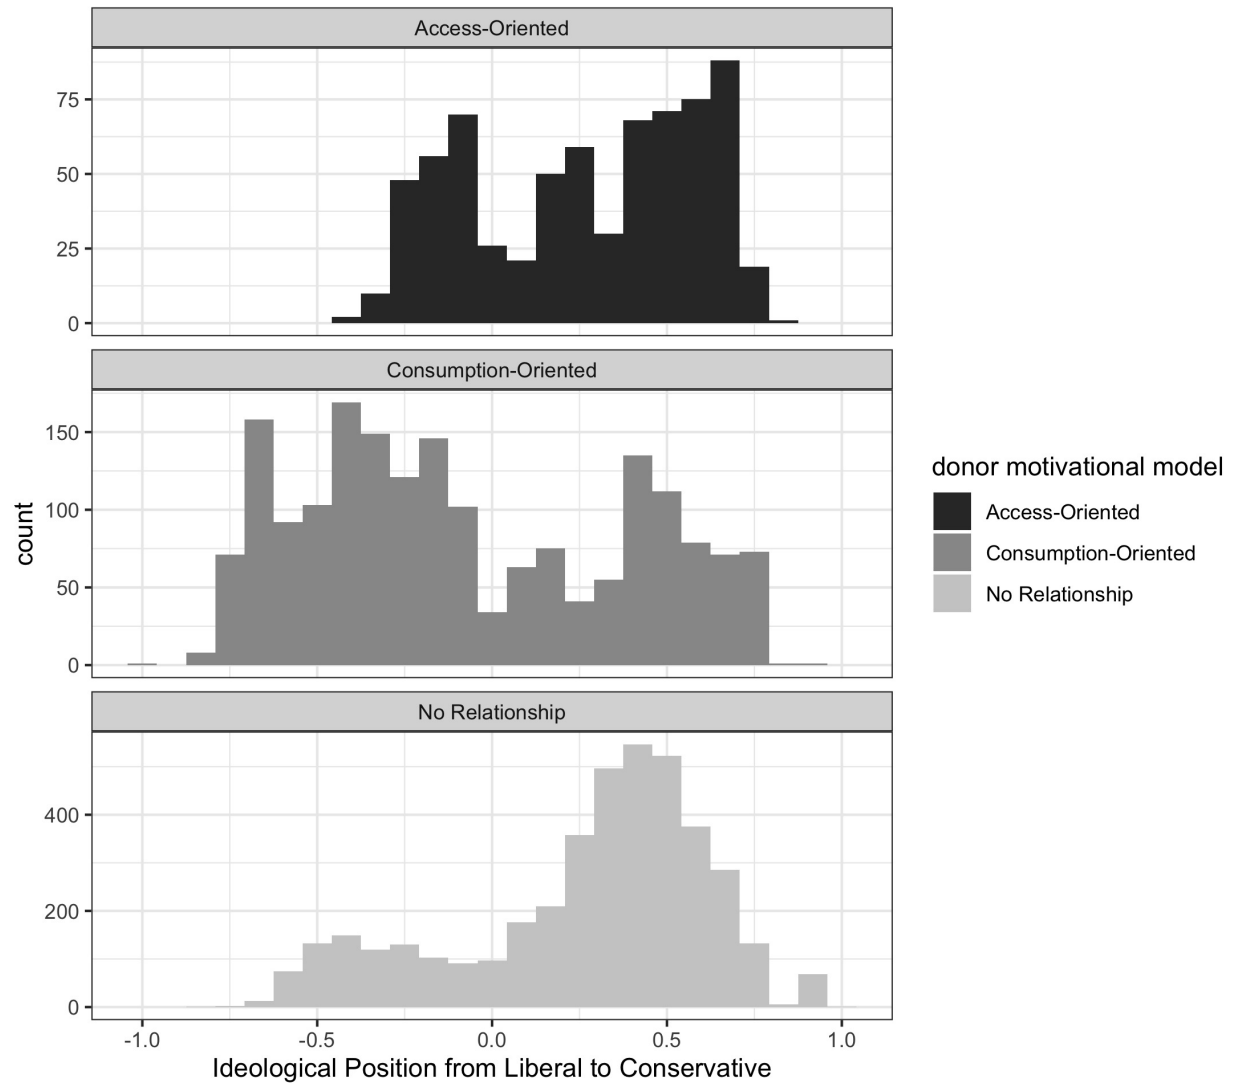 Access-Oriented
75
50
25
0
Consumption-Oriented
150
100
50
0
No Relationship
400
200
0
-1.0 -0.5 0.0 0.5 1.0
Ideological Position from Liberal to Conservative
count
donor motivational model
Access-Oriented
Consumption-Oriented
No Relationship